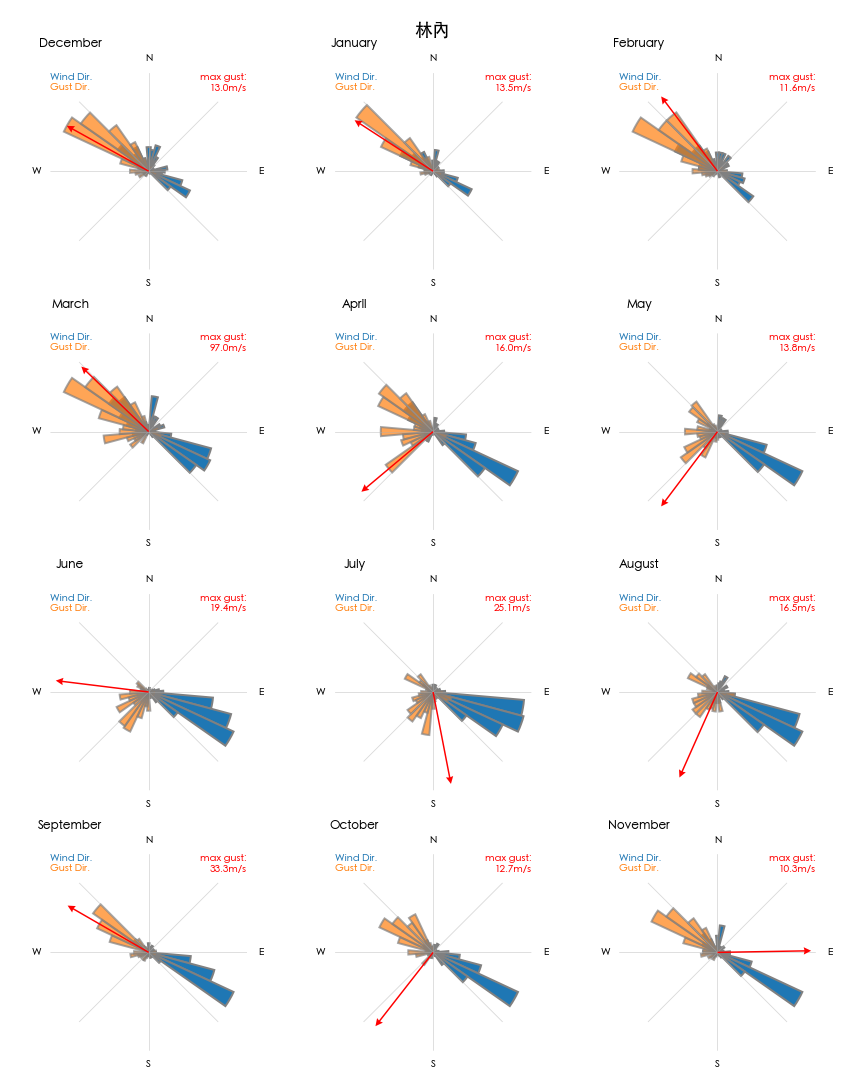 林內
December
N
Wind Dir.
max gust:
Gust Dir.
13.0m/s
W
E
S
January
N
Wind Dir.
max gust:
Gust Dir.
13.5m/s
W
E
S
February
N
Wind Dir.
max gust:
Gust Dir.
11.6m/s
W
E
S
March
N
Wind Dir.
max gust:
Gust Dir.
97.0m/s
W
E
S
April
N
Wind Dir.
max gust:
Gust Dir.
16.0m/s
W
E
S
May
N
Wind Dir.
max gust:
Gust Dir.
13.8m/s
W
E
S
June
N
Wind Dir.
max gust:
Gust Dir.
19.4m/s
W
E
S
July
N
Wind Dir.
max gust:
Gust Dir.
25.1m/s
W
E
S
August
N
Wind Dir.
max gust:
Gust Dir.
16.5m/s
W
E
S
September
N
Wind Dir.
max gust:
Gust Dir.
33.3m/s
W
E
S
October
N
Wind Dir.
max gust:
Gust Dir.
12.7m/s
W
E
S
November
N
Wind Dir.
max gust:
Gust Dir.
10.3m/s
W
E
S